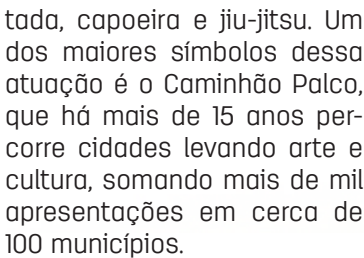 tada, capoeira e jiu-jitsu. Um
dos maiores símbolos dessa
atuação é o Caminhão Palco,
que há mais de 15 anos per-
corre cidades levando arte e
cultura, somando mais de mil
apresentações em cerca de
100 municípios.